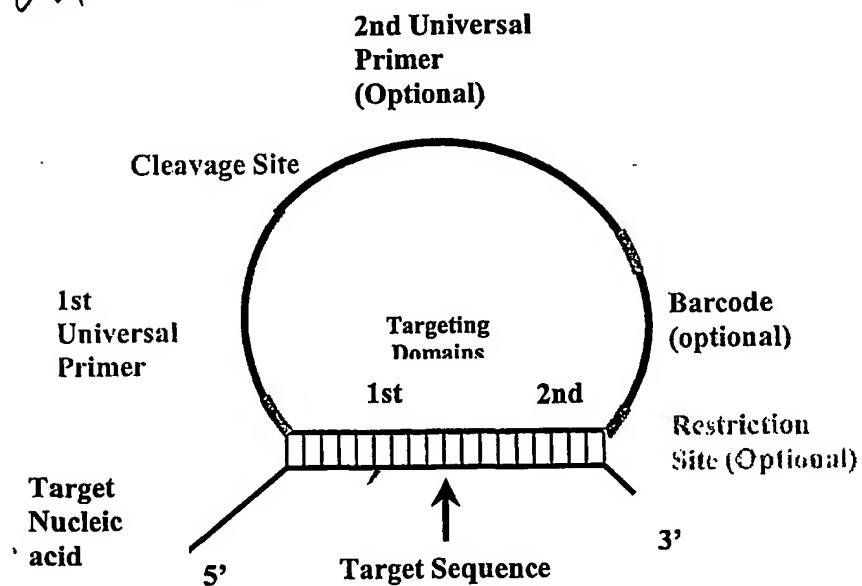 2nd Universal
Primer
(Optional)
Cleavage Site
1st
Universal
Primer
Targeting
Domains
Barcode
(optional)
1st
2nd
Restriction
Site (Optional)
Target
Nucleic
acid
5'
Target Sequence
3'